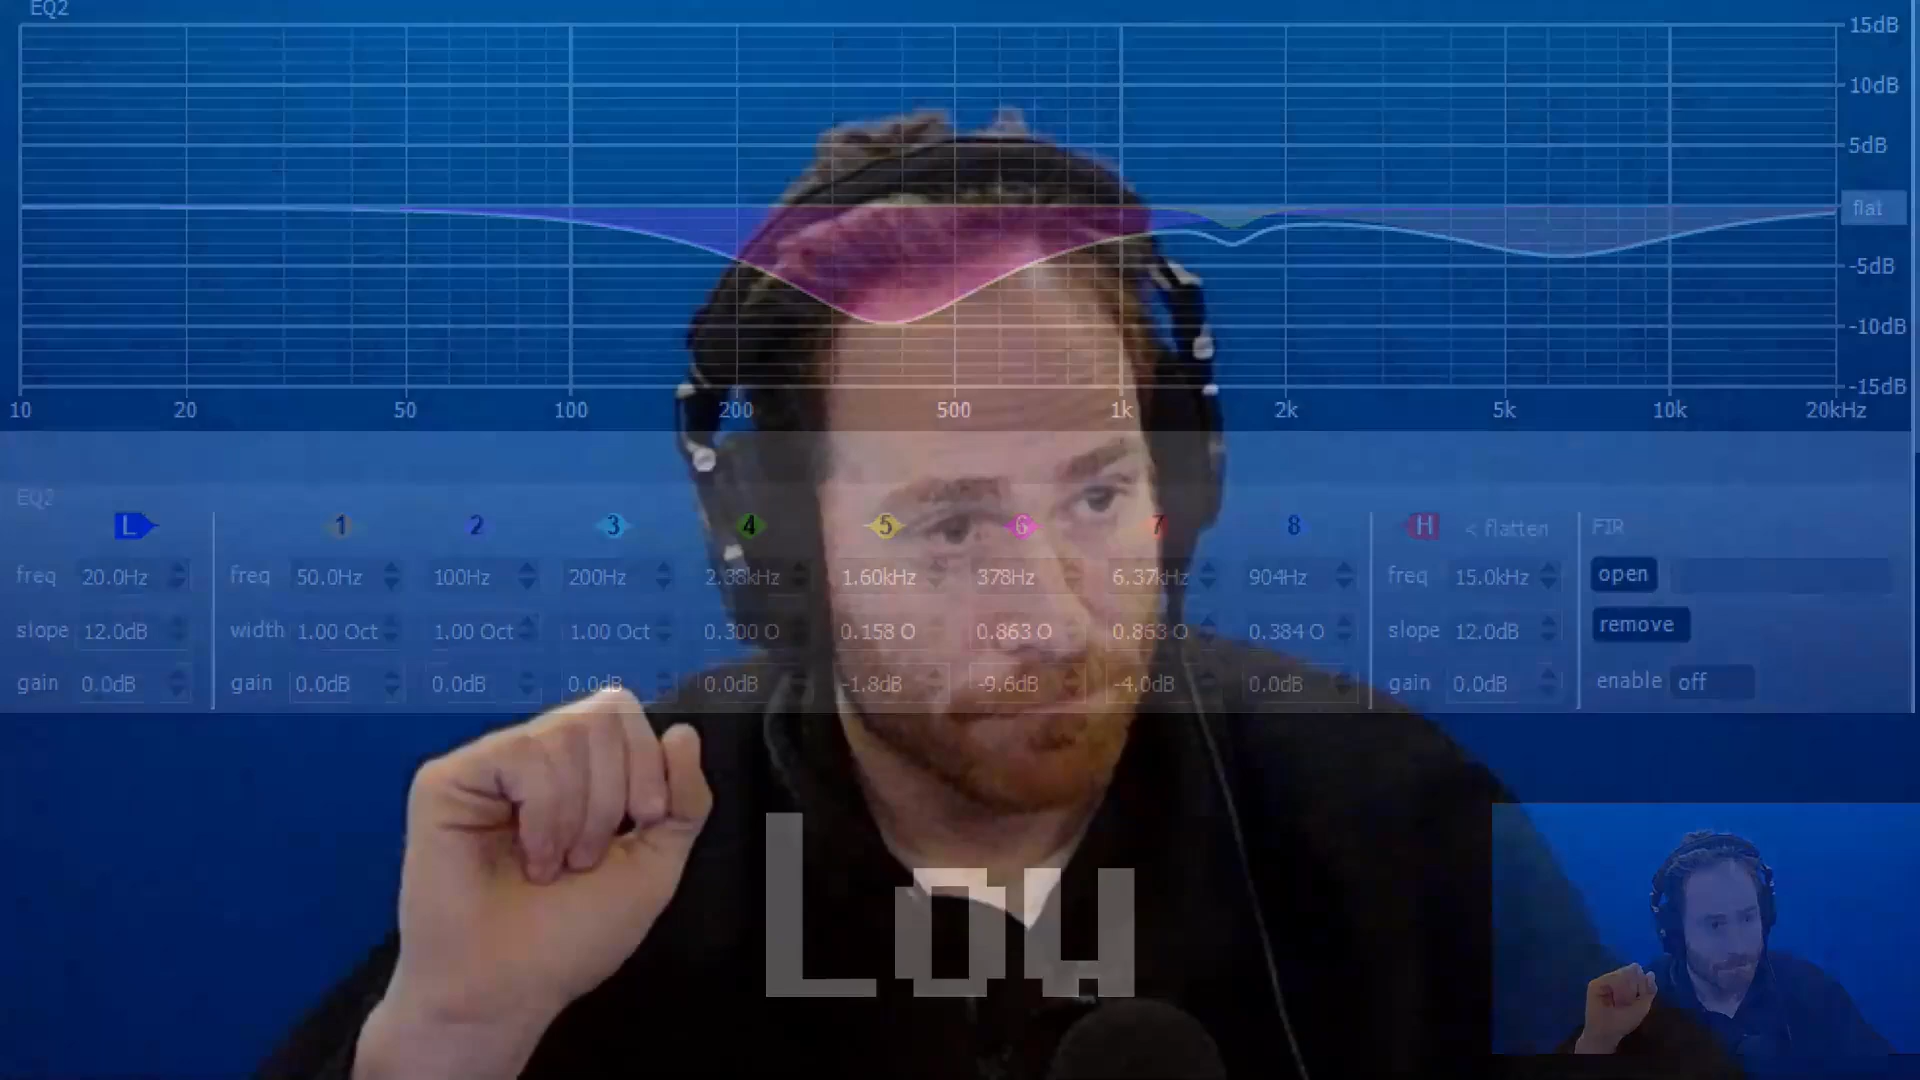 EQ2
15dB
10dB
5dB
flat
-5dB
-10dB
-15dB
10 20 50 100 200 500 1k 2k 5k 10k 20kHz
EQ2
L 1 2 3 4 5 6 7 8 H < flatten FIR
freq 20.0Hz freq 50.0Hz 100Hz 200Hz 2.38kHz 1.60kHz 378Hz 6.37kHz 904Hz freq 15.0kHz open
slope 12.0dB width 1.00 Oct 1.00 Oct 1.00 Oct 0.300 O 0.158 O 0.863 O 0.863 O 0.384 O slope 12.0dB remove
gain 0.0dB gain 0.0dB 0.0dB 0.0dB 0.0dB -1.8dB -9.6dB -4.0dB 0.0dB gain 0.0dB enable off
Low